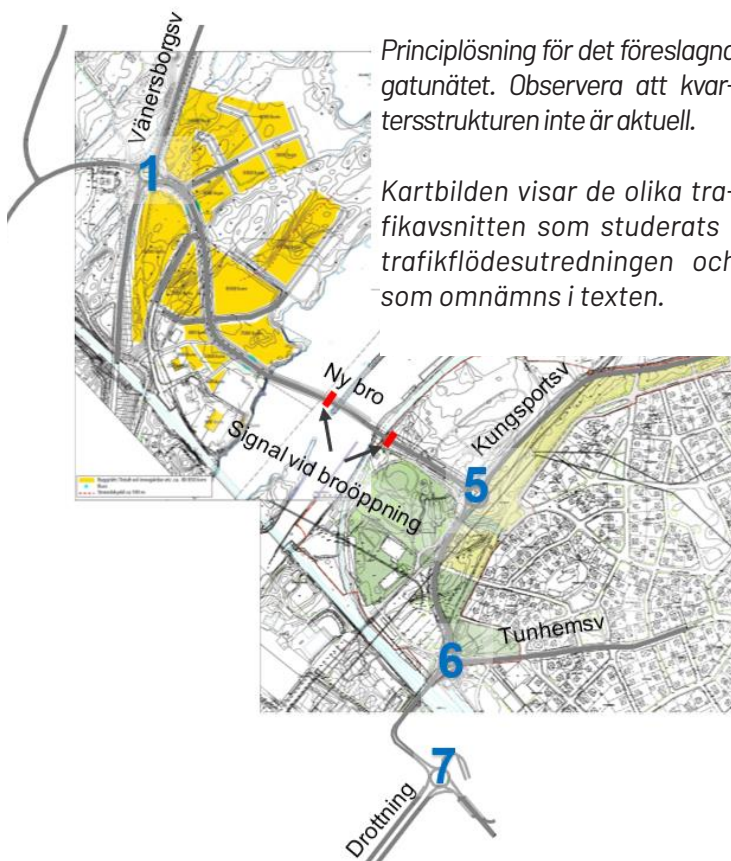 Principlösning för det föreslagna
gatunätet. Observera att kvar-
tersstrukturen inte är aktuell.
Kartbilden visar de olika tra-
fikavsnitten som studerats
trafikflödesutredningen och
som omnämns i texten.
Vänersborgsv
1
Ny bro
Signal vid broöppning
Kungsportsv
5
Tunhemsv
6
7
Drottning